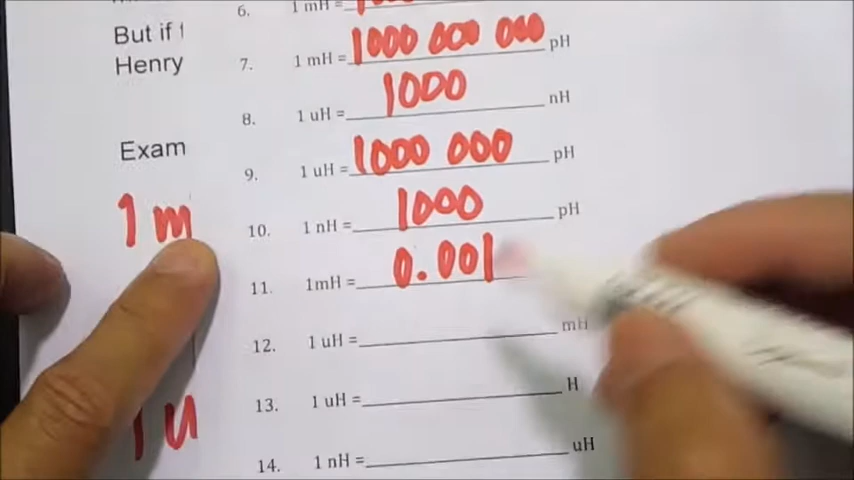 6. 1 mH =
But if
7. 1 mH = 1000 000 000 pH
Henry
8. 1 uH = 1000 nH
Exam
9. 1 uH = 1000 000 pH
1 m
10. 1 nH = 1000 pH
11. 1mH = 0.001
12. 1 uH = mH
13. 1 uH = H
1 u
14. 1 nH = uH